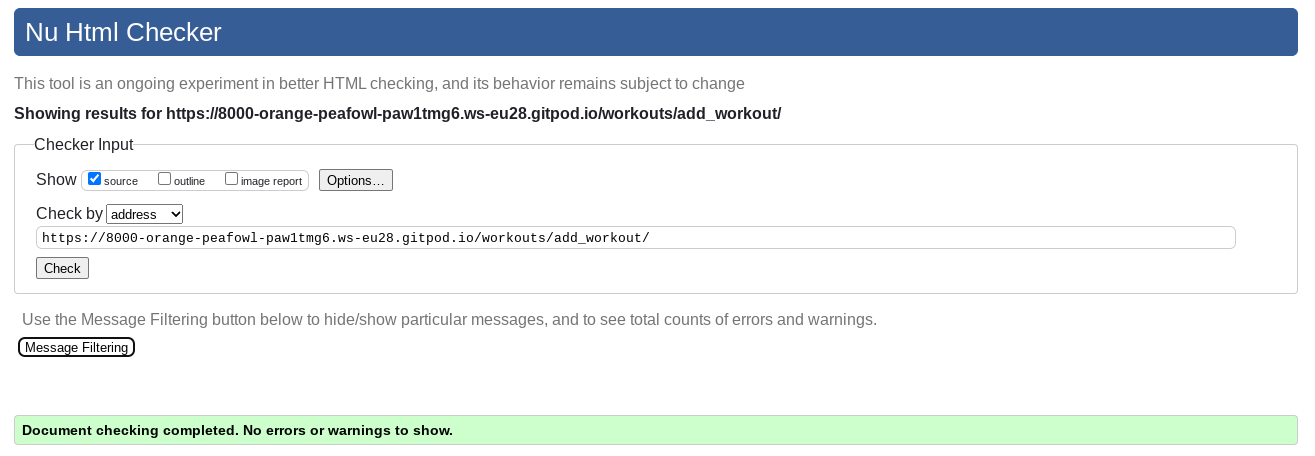 Nu Html Checker
This tool is an ongoing experiment in better HTML checking, and its behavior remains subject to change
Showing results for https://8000-orange-peafowl-paw1tmg6.ws-eu28.gitpod.io/workouts/add_workout/
Checker Input
Show source outline image report Options...
Check by address
https://8000-orange-peafowl-paw1tmg6.ws-eu28.gitpod.io/workouts/add_workout/
Check
Use the Message Filtering button below to hide/show particular messages, and to see total counts of errors and warnings.
Message Filtering
Document checking completed. No errors or warnings to show.